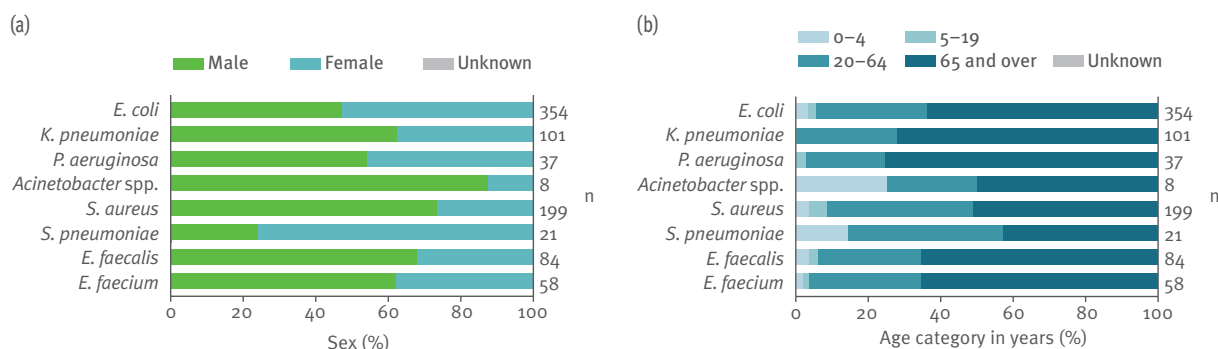 (a)
Male Female Unknown
E. coli 354
K. pneumoniae 101
P. aeruginosa 37
Acinetobacter spp. 8
n
S. aureus 199
S. pneumoniae 21
E. faecalis 84
E. faecium 58
0 20 40 60 80 100
Sex (%)
(b)
0–4 5–19
20–64 65 and over Unknown
E. coli 354
K. pneumoniae 101
P. aeruginosa 37
Acinetobacter spp. 8
n
S. aureus 199
S. pneumoniae 21
E. faecalis 84
E. faecium 58
0 20 40 60 80 100
Age category in years (%)